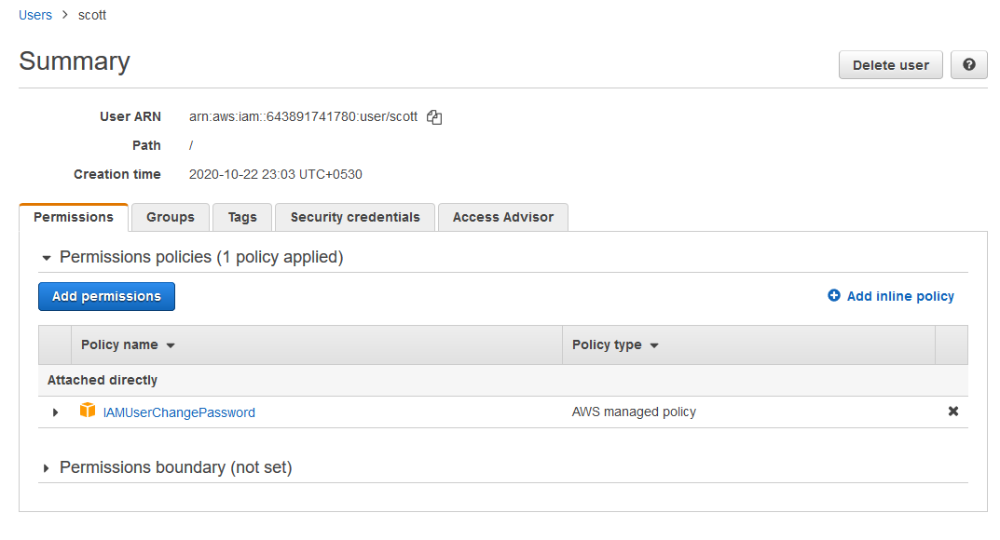 Users > scott
Summary
Delete user
User ARN arn:aws:iam::643891741780:user/scott
Path /
Creation time 2020-10-22 23:03 UTC+0530
Permissions Groups Tags Security credentials Access Advisor
Permissions policies (1 policy applied)
Add permissions Add inline policy
Policy name Policy type
Attached directly
IAMUserChangePassword AWS managed policy
Permissions boundary (not set)